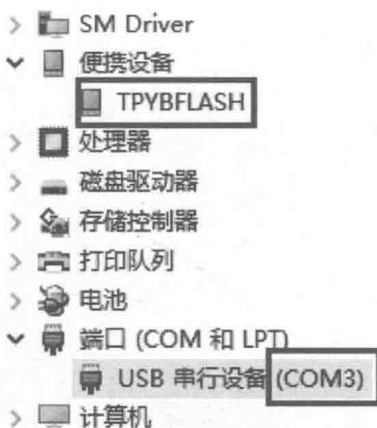 SM Driver
便携设备
TPYBFLASH
处理器
磁盘驱动器
存储控制器
打印队列
电池
端口 (COM 和 LPT)
USB 串行设备 (COM3)
计算机